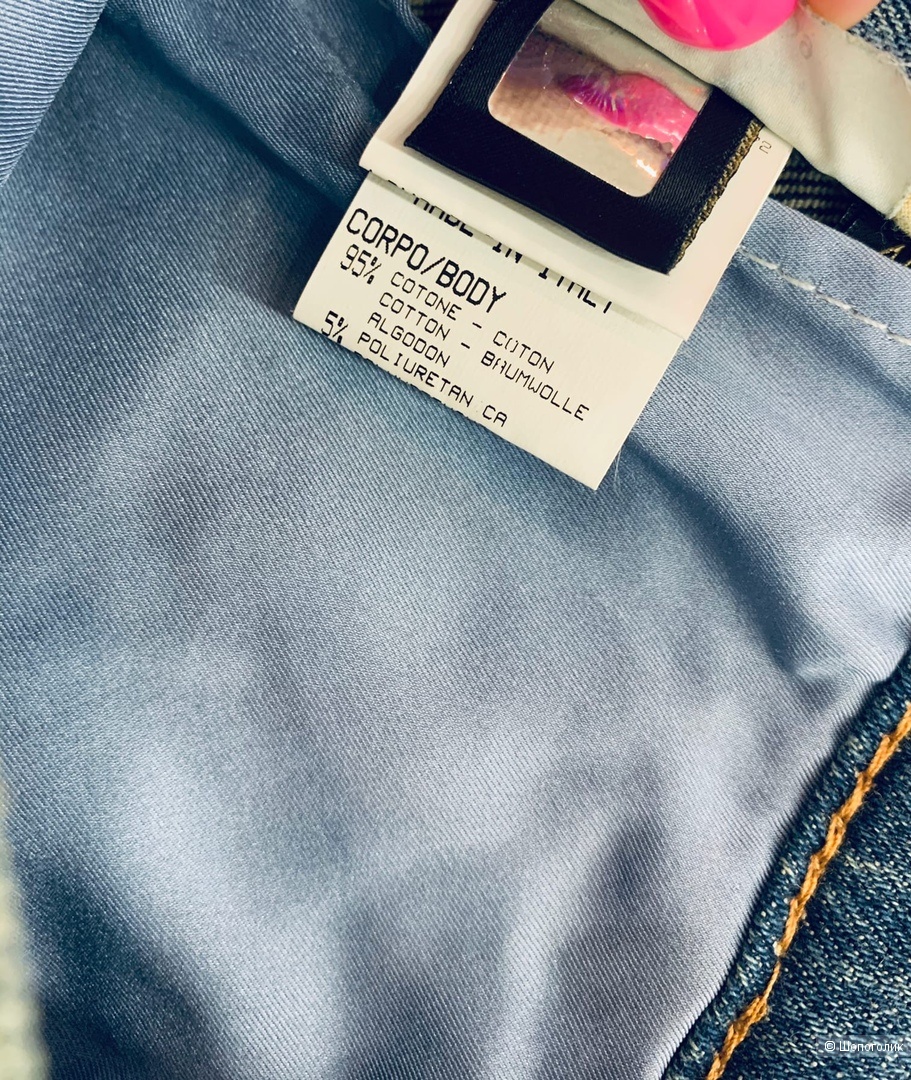 MADE IN ITALY
CORPO/BODY
95% COTONE - COTON
COTTON - BAUMWOLLE
ALGODON
5% POLIURETAN CA
© Шопоголик